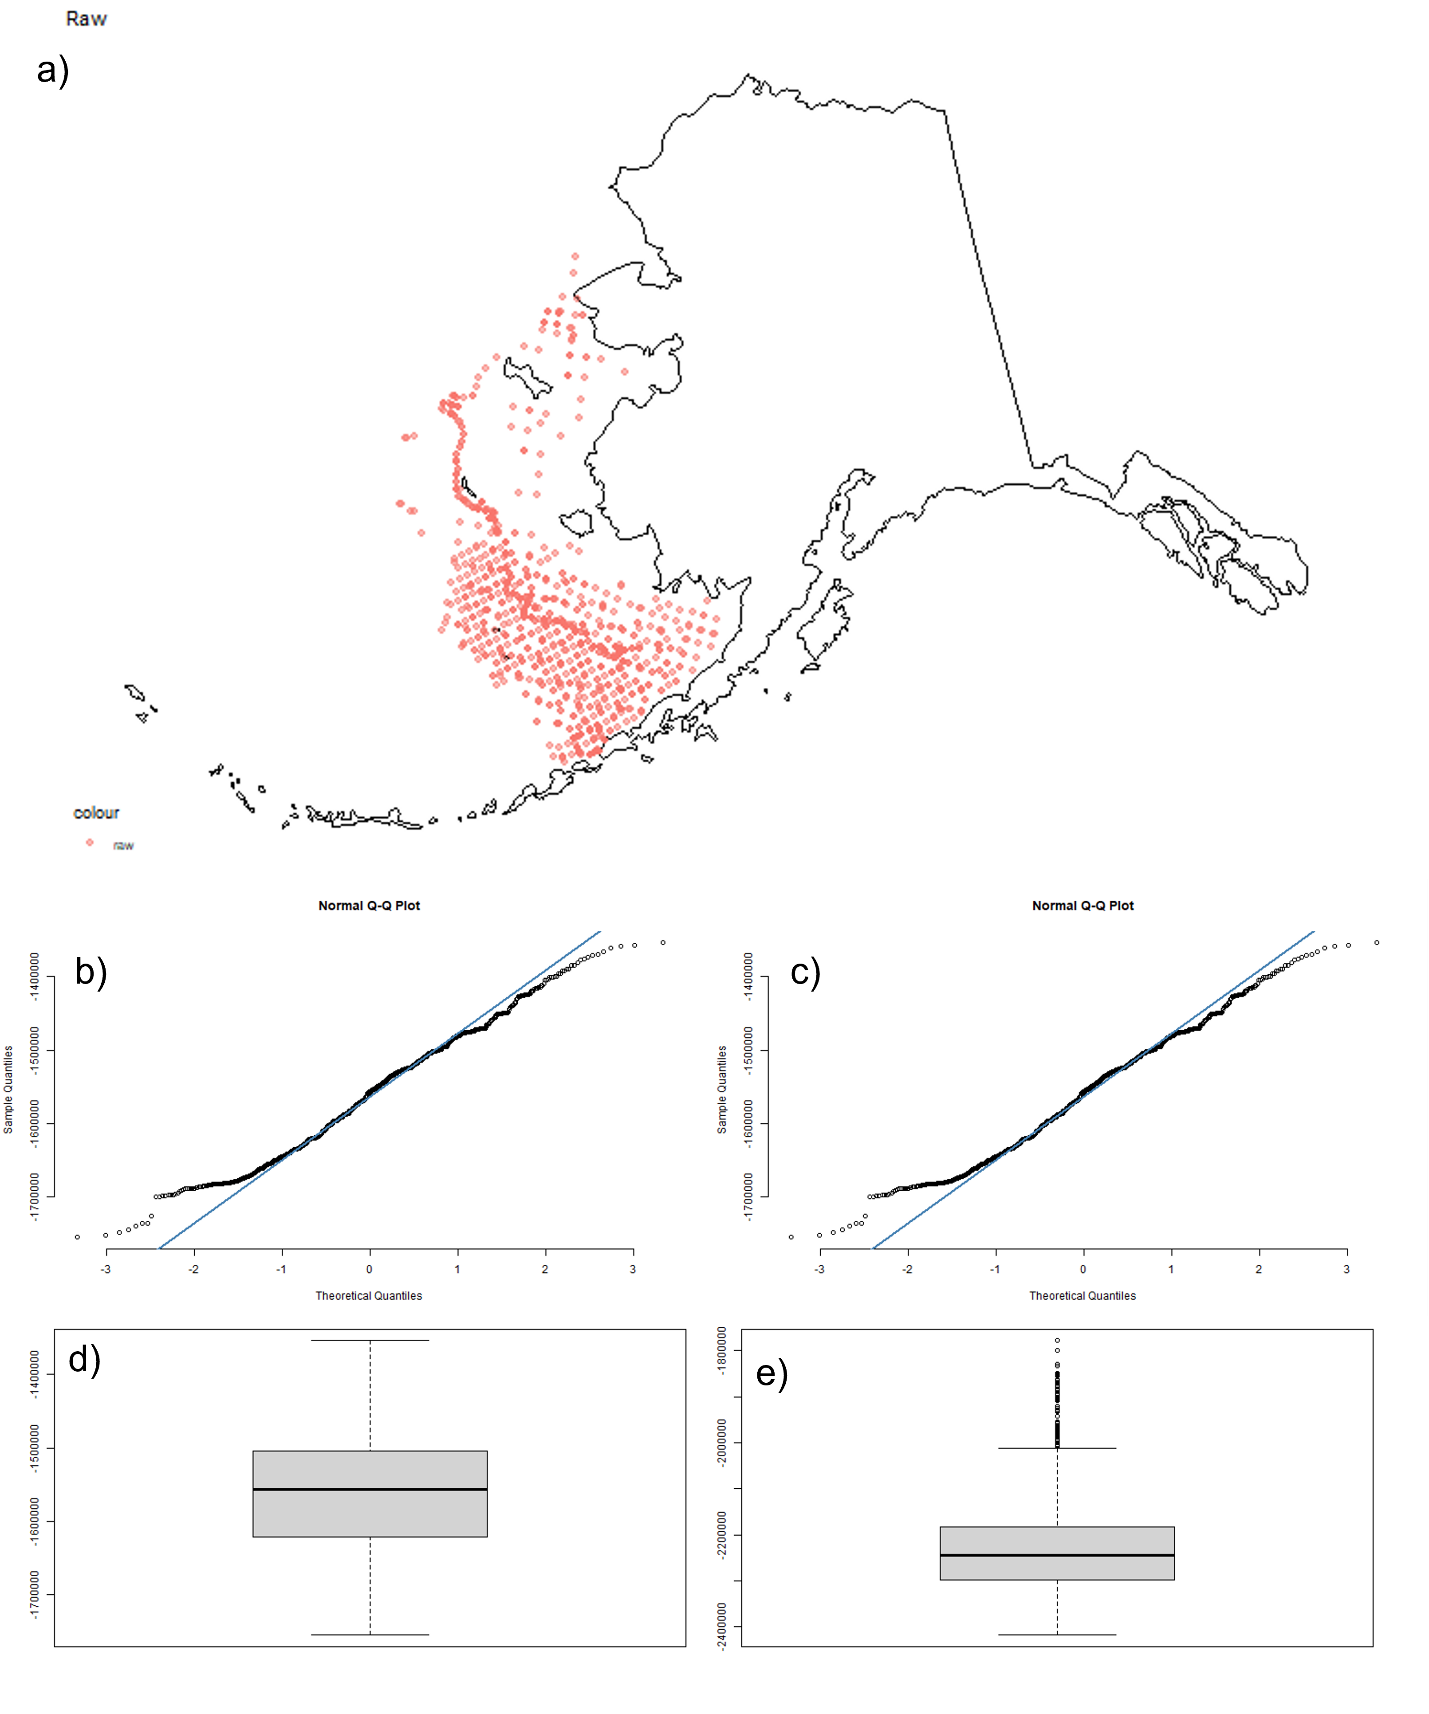 Raw
a)
colour
raw
Normal Q-Q Plot
b)
Sample Quantiles
-1400000
-1500000
-1600000
-1700000
-3 -2 -1 0 1 2 3
Theoretical Quantiles
Normal Q-Q Plot
c)
Sample Quantiles
-1400000
-1500000
-1600000
-1700000
-3 -2 -1 0 1 2 3
Theoretical Quantiles
d)
-1400000
-1500000
-1600000
-1700000
e)
-1800000
-2000000
-2200000
-2400000